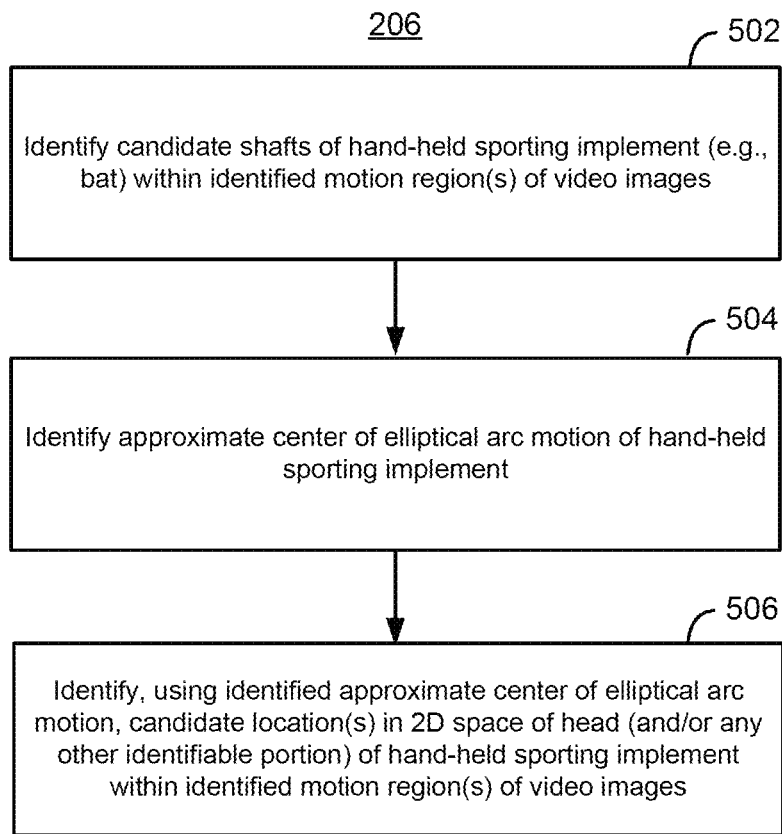 206
502
Identify candidate shafts of hand-held sporting implement (e.g.,
bat) within identified motion region(s) of video images
504
Identify approximate center of elliptical arc motion of hand-held
sporting implement
506
Identify, using identified approximate center of elliptical arc
motion, candidate location(s) in 2D space of head (and/or any
other identifiable portion) of hand-held sporting implement
within identified motion region(s) of video images